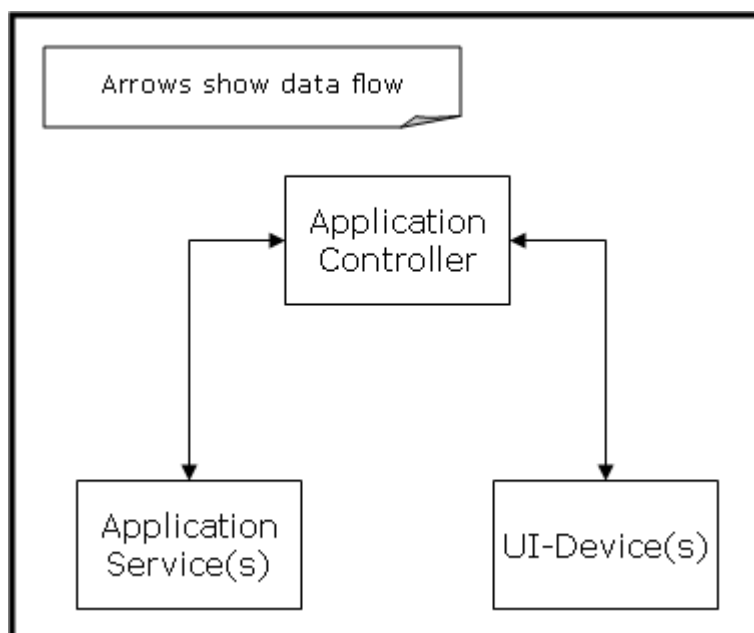 Arrows show data flow
Application
Controller
Application
Service(s)
UI-Device(s)